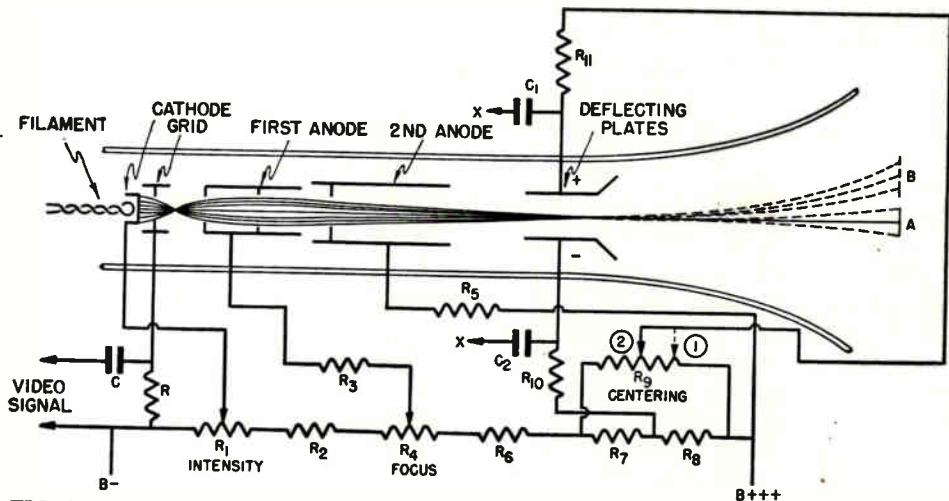 R11
C1
X
DEFLECTING
PLATES
CATHODE
GRID
FILAMENT
FIRST ANODE
2ND ANODE
+
B
A
-
R5
X
C2
R10
2
1
R9
CENTERING
C
R
R3
VIDEO
SIGNAL
R1
INTENSITY
R2
R4
FOCUS
R6
R7
R8
B-
B+++